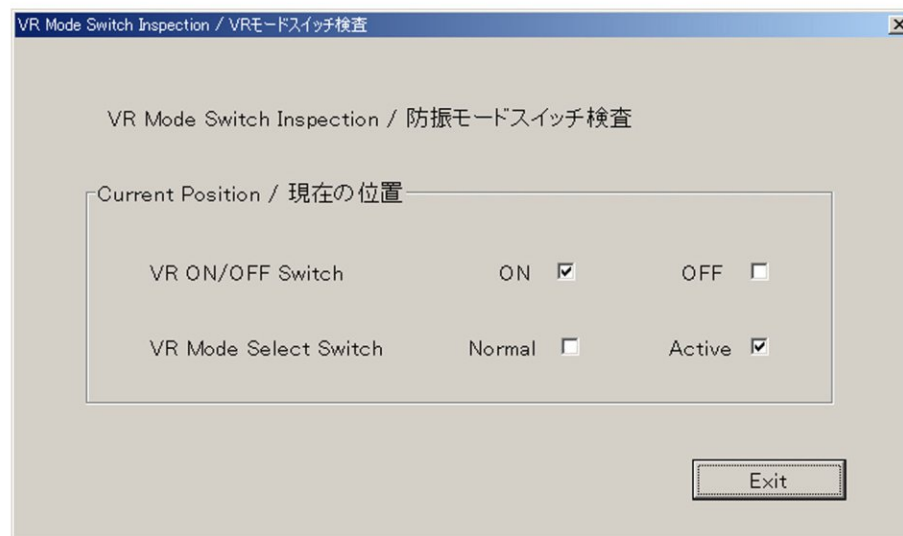 VR Mode Switch Inspection / VRモードスイッチ検査
VR Mode Switch Inspection / 防振モードスイッチ検査
Current Position / 現在の位置
VR ON/OFF Switch ON OFF
VR Mode Select Switch Normal Active
Exit